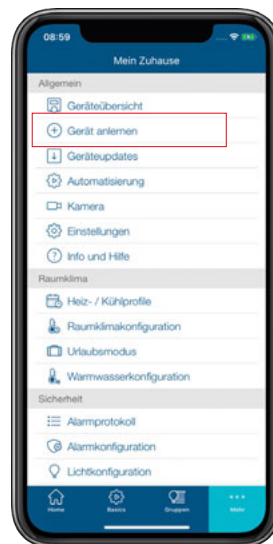 08:59
Mein Zuhause
Allgemein
Geräteübersicht
Gerät anlernen
Geräteupdates
Automatisierung
Kamera
Einstellungen
Info und Hilfe
Raumklima
Heiz- / Kühlprofile
Raumklimakonfiguration
Urlaubsmodus
Warmwasserkonfiguration
Sicherheit
Alarmprotokoll
Alarmkonfiguration
Lichtkonfiguration
Home Basics Gruppen Mehr